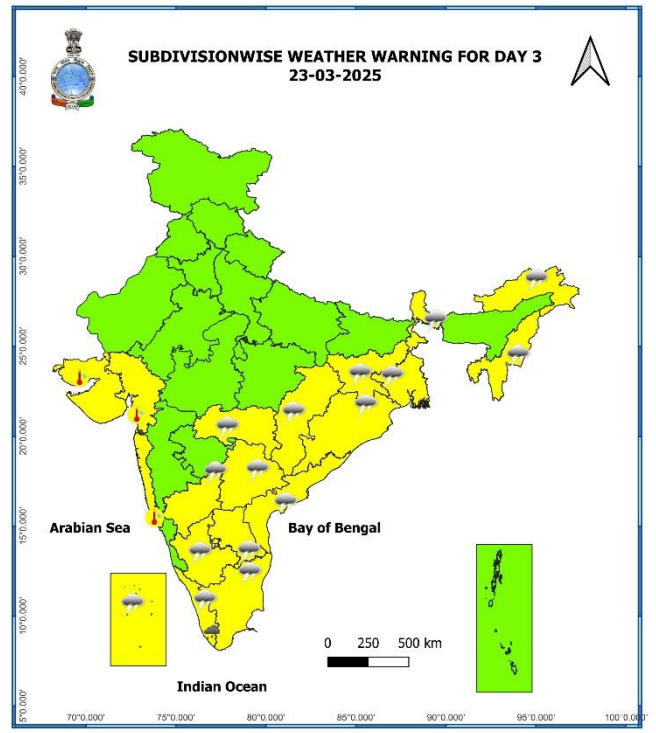 SUBDIVISIONWISE WEATHER WARNING FOR DAY 3
23-03-2025
40°0.000'
35°0.000'
30°0.000'
25°0.000'
20°0.000'
15°0.000'
10°0.000'
5°0.000'
Arabian Sea
Bay of Bengal
0 250 500 km
Indian Ocean
70°0.000' 75°0.000' 80°0.000' 85°0.000' 90°0.000' 95°0.000' 100°0.000'